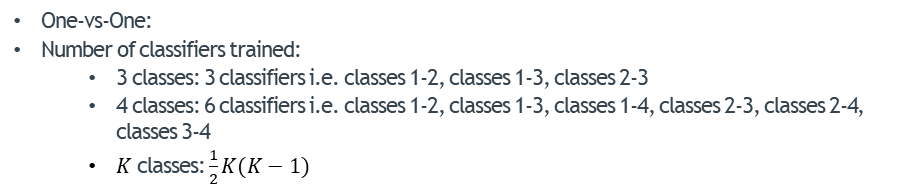 • One-vs-One:
• Number of classifiers trained:
• 3 classes: 3 classifiers i.e. classes 1-2, classes 1-3, classes 2-3
• 4 classes: 6 classifiers i.e. classes 1-2, classes 1-3, classes 1-4, classes 2-3, classes 2-4,
classes 3-4
• K classes: ½K(K − 1)